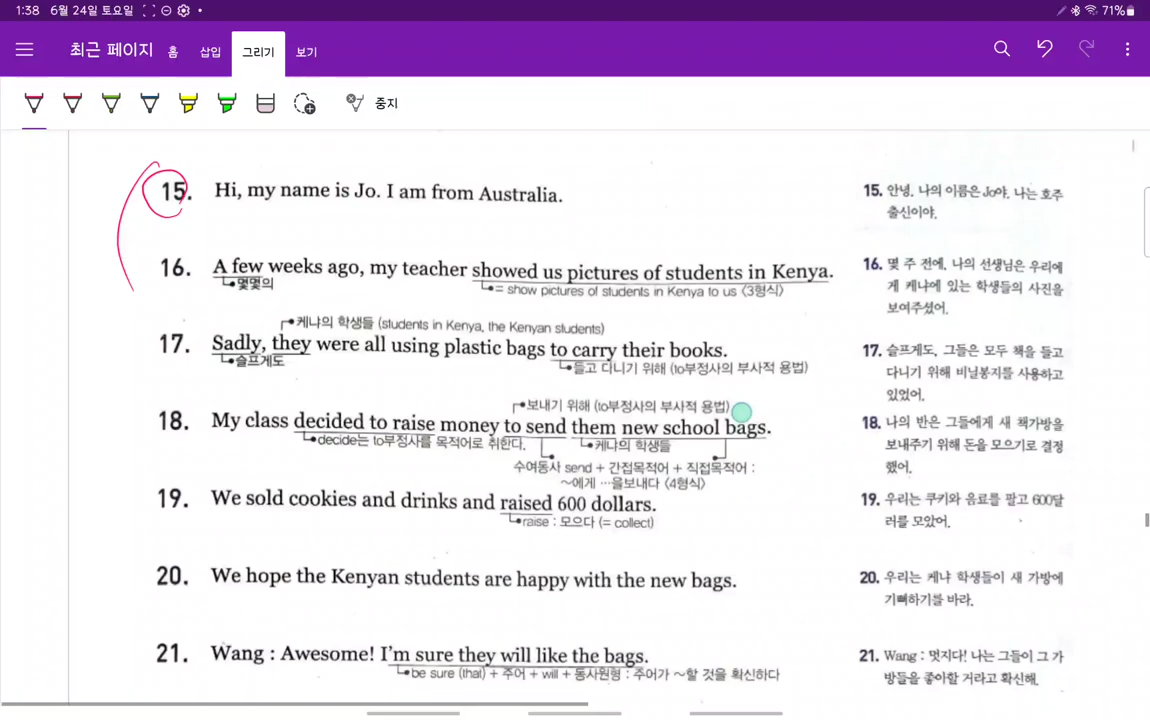 1:38 6월 24일 토요일 71%
최근 페이지 홈 삽입 그리기 보기
중지
15. Hi, my name is Jo. I am from Australia.
15. 안녕, 나의 이름은 Jo야. 나는 호주
출신이야.
16. A few weeks ago, my teacher showed us pictures of students in Kenya.
몇몇의
= show pictures of students in Kenya to us 〈3형식〉
16. 몇 주 전에, 나의 선생님은 우리에
게 케냐에 있는 학생들의 사진을
보여주셨어.
케냐의 학생들 (students in Kenya, the Kenyan students)
17. Sadly, they were all using plastic bags to carry their books.
슬프게도
들고 다니기 위해 (to부정사의 부사적 용법)
17. 슬프게도, 그들은 모두 책을 들고
다니기 위해 비닐봉지를 사용하고
있었어.
보내기 위해 (to부정사의 부사적 용법)
18. My class decided to raise money to send them new school bags.
decide는 to부정사를 목적어로 취한다.
케냐의 학생들
수여동사 send + 간접목적어 + 직접목적어 :
~에게 …을보내다 〈4형식〉
18. 나의 반은 그들에게 새 책가방을
보내주기 위해 돈을 모으기로 결정
했어.
19. We sold cookies and drinks and raised 600 dollars.
raise : 모으다 (= collect)
19. 우리는 쿠키와 음료를 팔고 600달
러를 모았어.
20. We hope the Kenyan students are happy with the new bags.
20. 우리는 케냐 학생들이 새 가방에
기뻐하기를 바라.
21. Wang : Awesome! I'm sure they will like the bags.
be sure (that) + 주어 + will + 동사원형 : 주어가 ~할 것을 확신하다
21. Wang : 멋지다! 나는 그들이 그 가
방들을 좋아할 거라고 확신해.